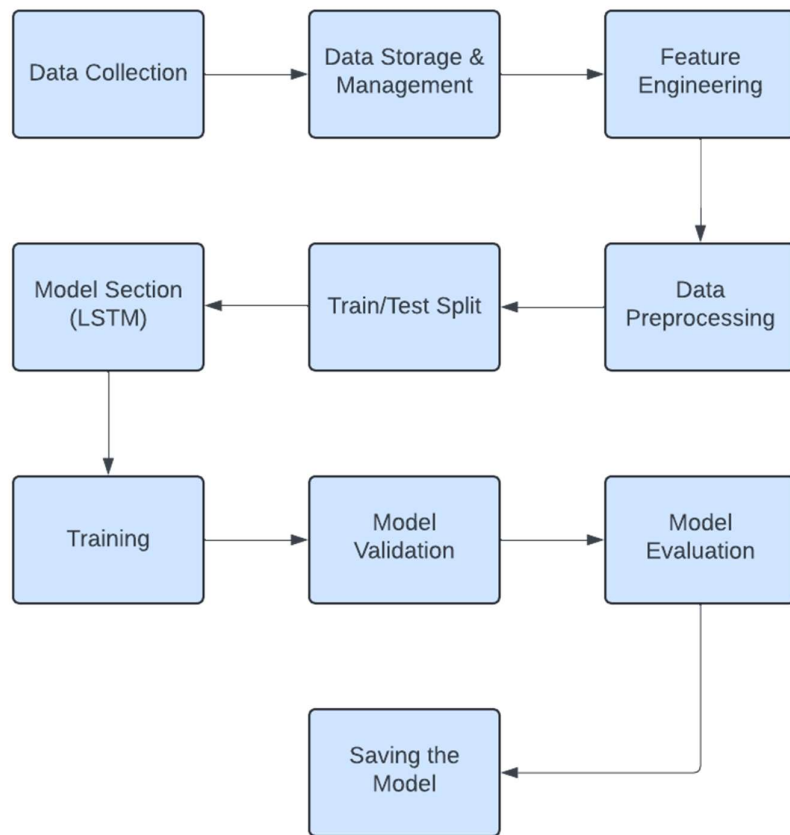 Data Collection
Data Storage &
Management
Feature
Engineering
Data
Preprocessing
Train/Test Split
Model Section
(LSTM)
Training
Model
Validation
Model
Evaluation
Saving the
Model